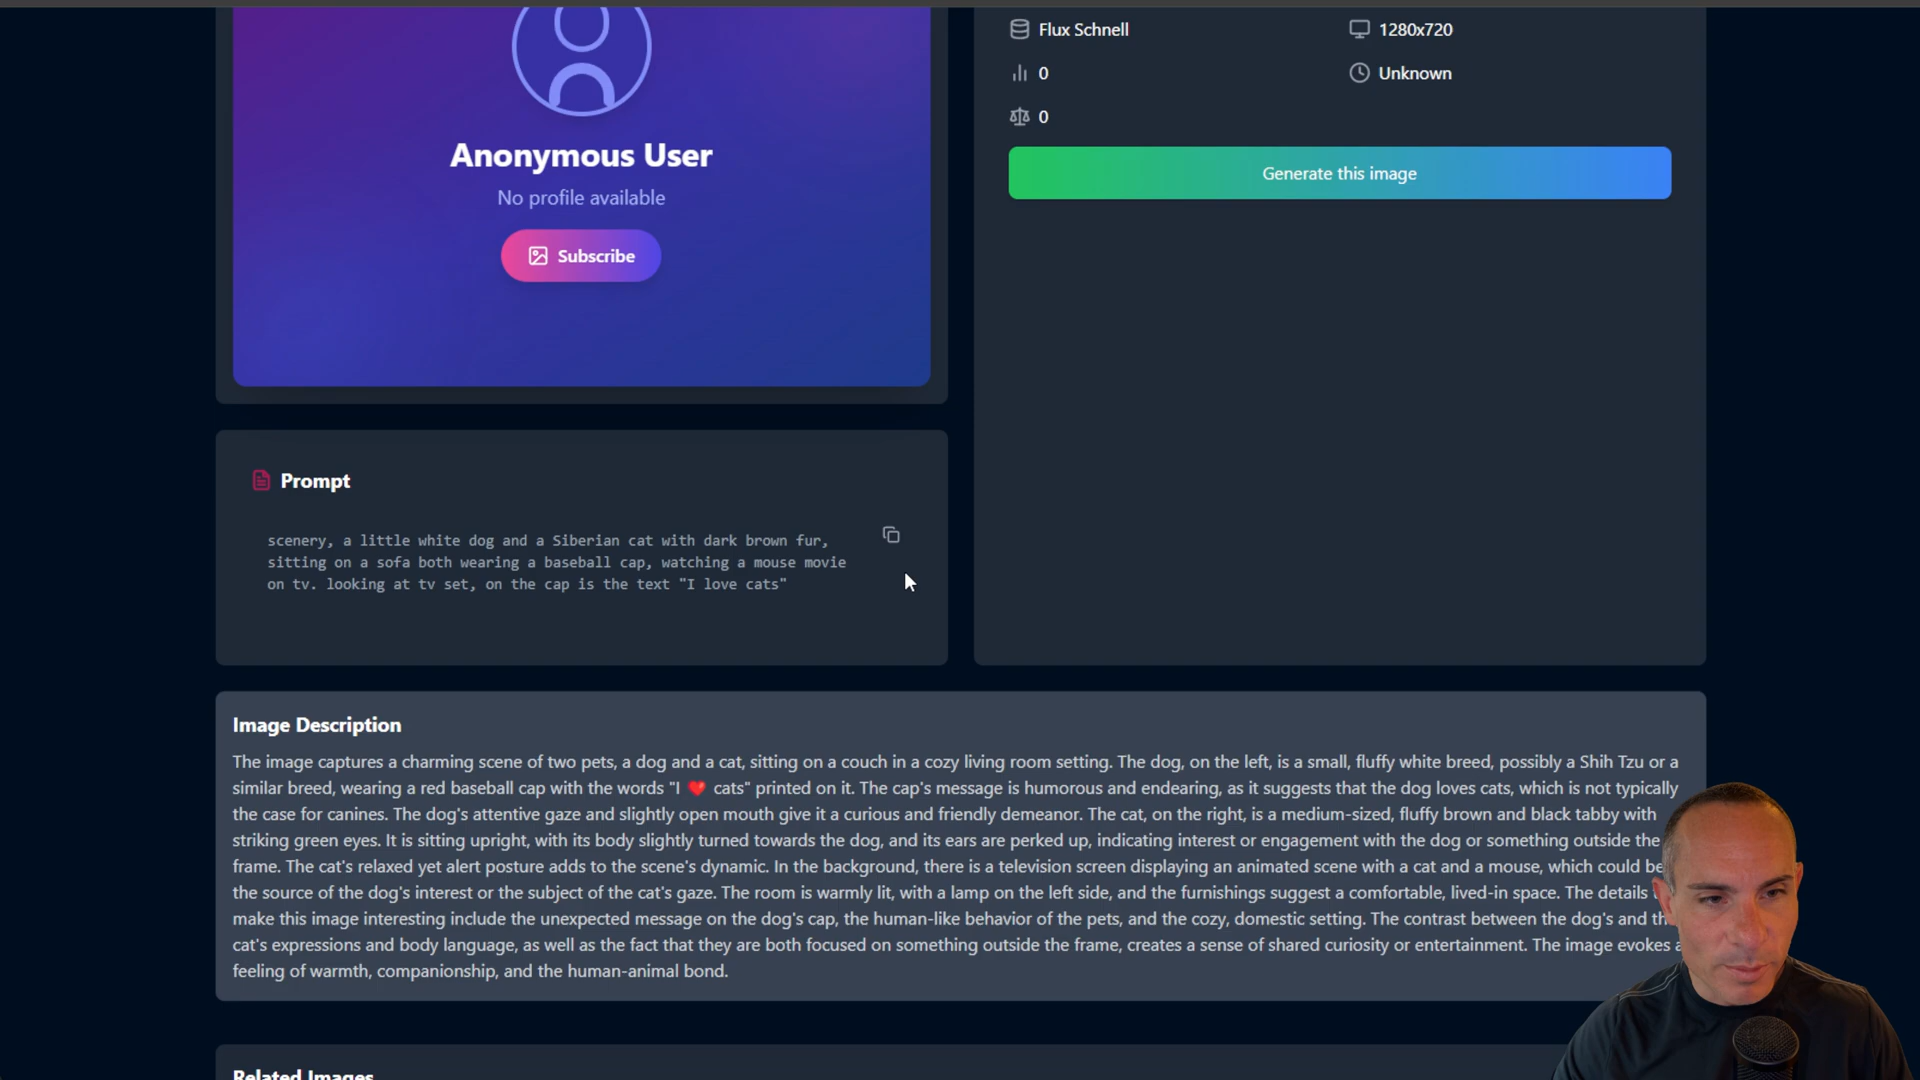 Anonymous User
No profile available
Subscribe
Flux Schnell
1280x720
0
Unknown
0
Generate this image
Prompt
scenery, a little white dog and a Siberian cat with dark brown fur,
sitting on a sofa both wearing a baseball cap, watching a mouse movie
on tv. looking at tv set, on the cap is the text "I love cats"
Image Description
The image captures a charming scene of two pets, a dog and a cat, sitting on a couch in a cozy living room setting. The dog, on the left, is a small, fluffy white breed, possibly a Shih Tzu or a
similar breed, wearing a red baseball cap with the words "I ❤️ cats" printed on it. The cap's message is humorous and endearing, as it suggests that the dog loves cats, which is not typically
the case for canines. The dog's attentive gaze and slightly open mouth give it a curious and friendly demeanor. The cat, on the right, is a medium-sized, fluffy brown and black tabby with
striking green eyes. It is sitting upright, with its body slightly turned towards the dog, and its ears are perked up, indicating interest or engagement with the dog or something outside the
frame. The cat's relaxed yet alert posture adds to the scene's dynamic. In the background, there is a television screen displaying an animated scene with a cat and a mouse, which could be
the source of the dog's interest or the subject of the cat's gaze. The room is warmly lit, with a lamp on the left side, and the furnishings suggest a comfortable, lived-in space. The details
make this image interesting include the unexpected message on the dog's cap, the human-like behavior of the pets, and the cozy, domestic setting. The contrast between the dog's and
cat's expressions and body language, as well as the fact that they are both focused on something outside the frame, creates a sense of shared curiosity or entertainment. The image evokes a
feeling of warmth, companionship, and the human-animal bond.
Related Images